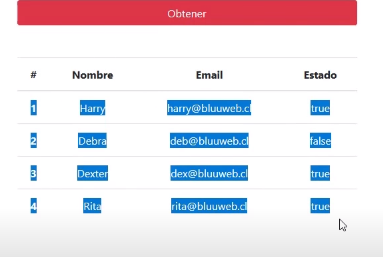 Obtener
# Nombre Email Estado
1 Harry harry@bluuweb.cl true
2 Debra deb@bluuweb.cl false
3 Dexter dex@bluuweb.cl true
4 Rita rita@bluuweb.cl true